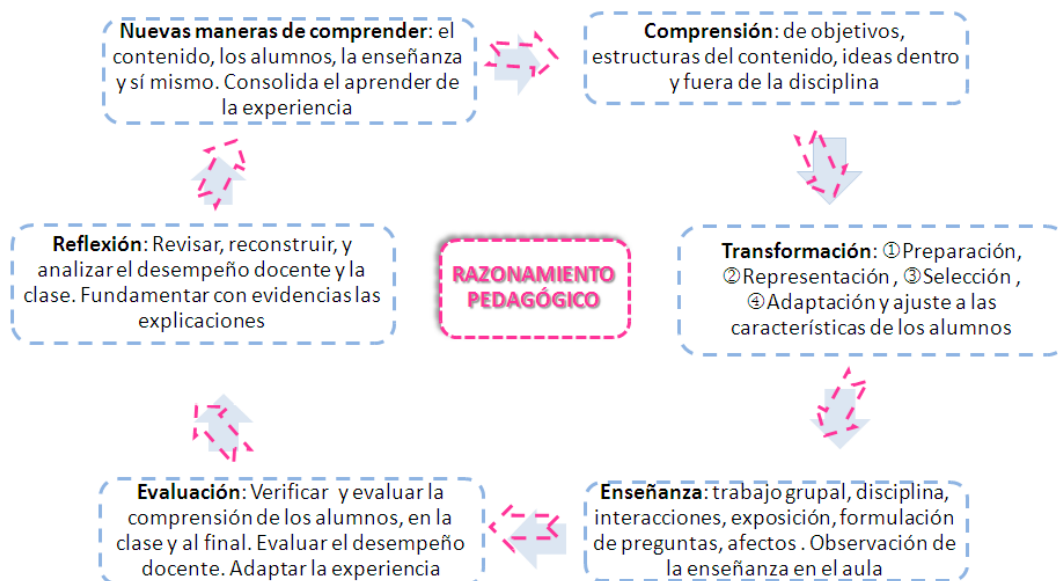 Nuevas maneras de comprender: el
contenido, los alumnos, la enseñanza
y sí mismo. Consolida el aprender de
la experiencia
Comprensión: de objetivos,
estructuras del contenido, ideas dentro
y fuera de la disciplina
Transformación: ①Preparación,
②Representación , ③Selección ,
④Adaptación y ajuste a las
características de los alumnos
Enseñanza: trabajo grupal, disciplina,
interacciones, exposición, formulación
de preguntas, afectos . Observación de
la enseñanza en el aula
Evaluación: Verificar y evaluar la
comprensión de los alumnos, en la
clase y al final. Evaluar el desempeño
docente. Adaptar la experiencia
Reflexión: Revisar, reconstruir, y
analizar el desempeño docente y la
clase. Fundamentar con evidencias las
explicaciones
RAZONAMIENTO
PEDAGÓGICO